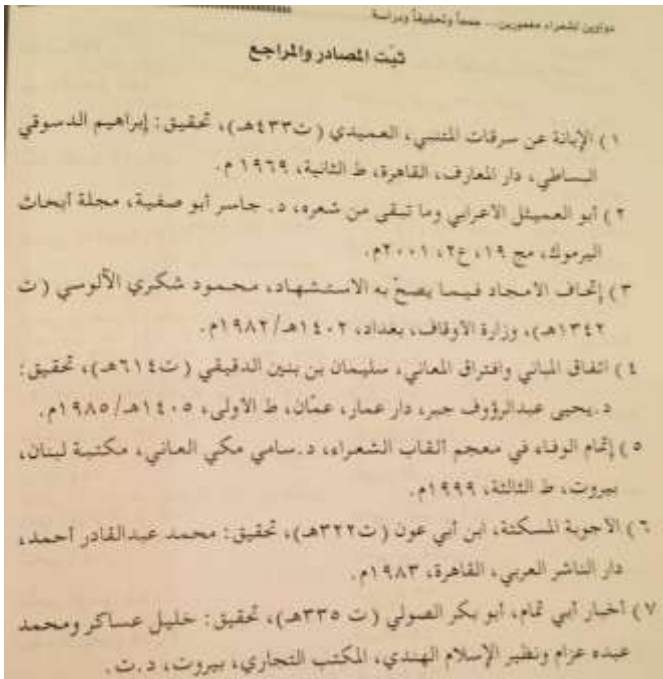 دواوين لشعراء مغمورين... جمعاً وتحقيقاً ودراسة
ثبَت المصادر والمراجع
١) الإبانة عن سرقات المتنبي، العميدي (ت٤٣٣هـ)، تحقيق: إبراهيم الدسوقي
البساطي، دار المعارف، القاهرة، ط الثانية، ١٩٦٩م.
٢) أبو العميثل الأعرابي وما تبقى من شعره، د. جاسر أبو صفية، مجلة أبحاث
اليرموك، مج ١٩، ع٢، ٢٠٠١م.
٣) إتحاف الأمجاد فيما يصحّ به الاستشهاد، محمود شكري الآلوسي (ت
١٣٤٢هـ)، وزارة الأوقاف، بغداد، ١٤٠٢هـ/١٩٨٢م.
٤) اتفاق المباني وافتراق المعاني، سليمان بن بنين الدقيقي (ت٦١٤هـ)، تحقيق:
د.يحيى عبدالرؤوف جبر، دار عمار، عمّان، ط الأولى، ١٤٠٥هـ/١٩٨٥م.
٥) إتمام الوفاء في معجم ألقاب الشعراء، د.سامي مكي العاني، مكتبة لبنان،
بيروت، ط الثالثة، ١٩٩٩م.
٦) الأجوبة المسكتة، ابن أبي عون (ت٣٢٢هـ)، تحقيق: محمد عبدالقادر أحمد،
دار الناشر العربي، القاهرة، ١٩٨٣م.
٧) أخبار أبي تمام، أبو بكر الصولي (ت ٣٣٥هـ)، تحقيق: خليل عساكر ومحمد
عبده عزام ونظير الإسلام الهندي، المكتب التجاري، بيروت، د.ت.